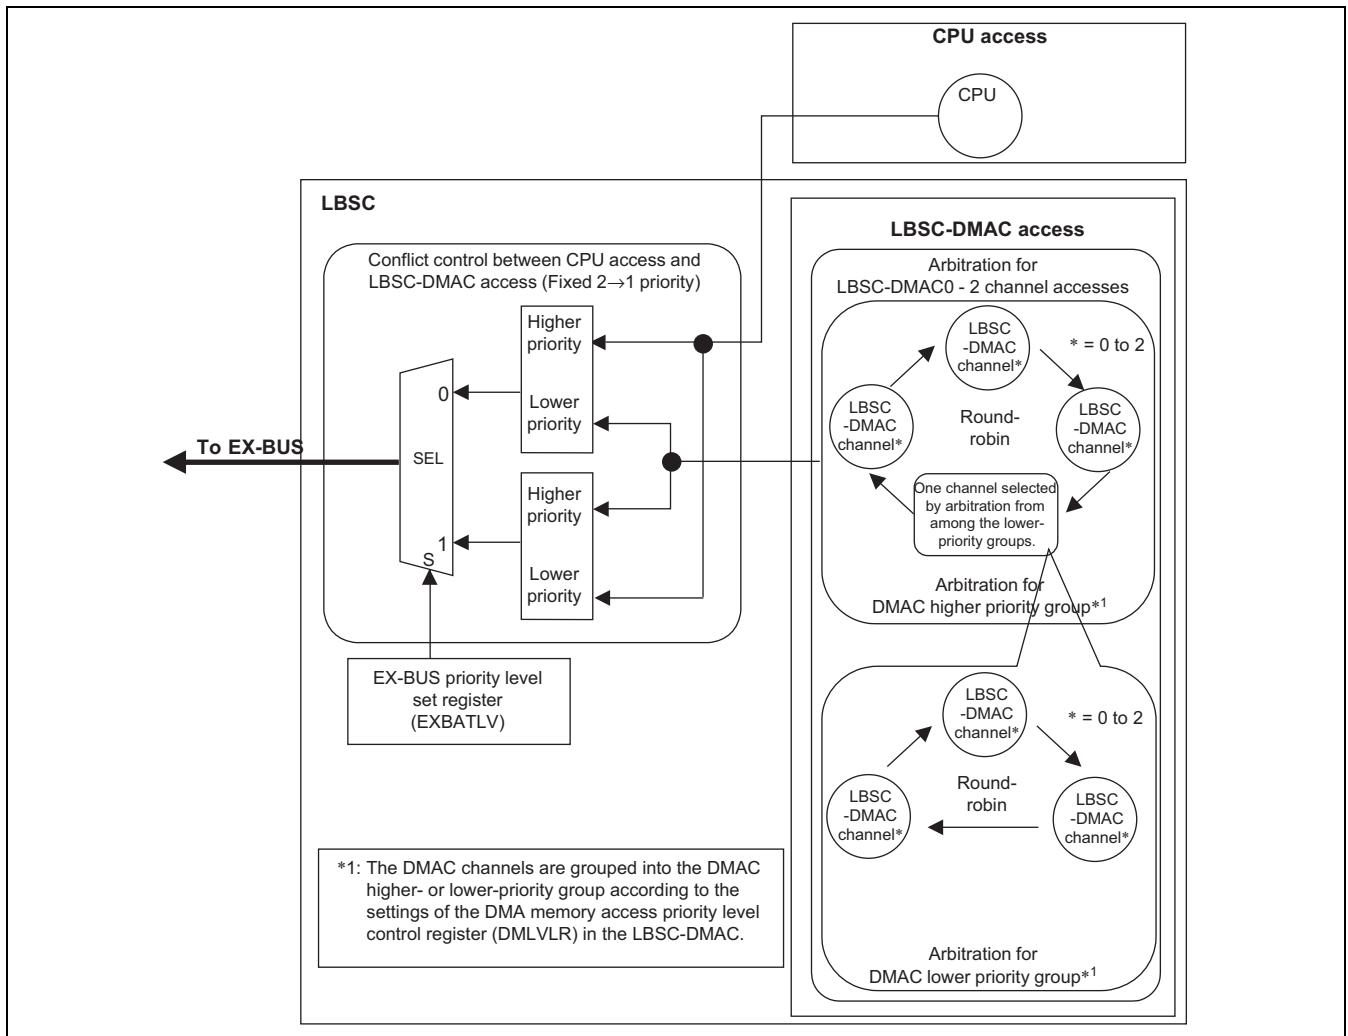 CPU access
CPU
LBSC
LBSC-DMAC access
Conflict control between CPU access and
LBSC-DMAC access (Fixed 2→1 priority)
Higher
priority
Lower
priority
0
Higher
priority
Lower
priority
1
SEL
S
To EX-BUS
EX-BUS priority level
set register
(EXBATLV)
Arbitration for
LBSC-DMAC0 - 2 channel accesses
LBSC
-DMAC
channel*
* = 0 to 2
LBSC
-DMAC
channel*
Round-
robin
LBSC
-DMAC
channel*
One channel selected
by arbitration from
among the lower-
priority groups.
Arbitration for
DMAC higher priority group*1
LBSC
-DMAC
channel*
* = 0 to 2
LBSC
-DMAC
channel*
Round-
robin
LBSC
-DMAC
channel*
Arbitration for
DMAC lower priority group*1
*1: The DMAC channels are grouped into the DMAC
higher- or lower-priority group according to the
settings of the DMA memory access priority level
control register (DMLVLR) in the LBSC-DMAC.